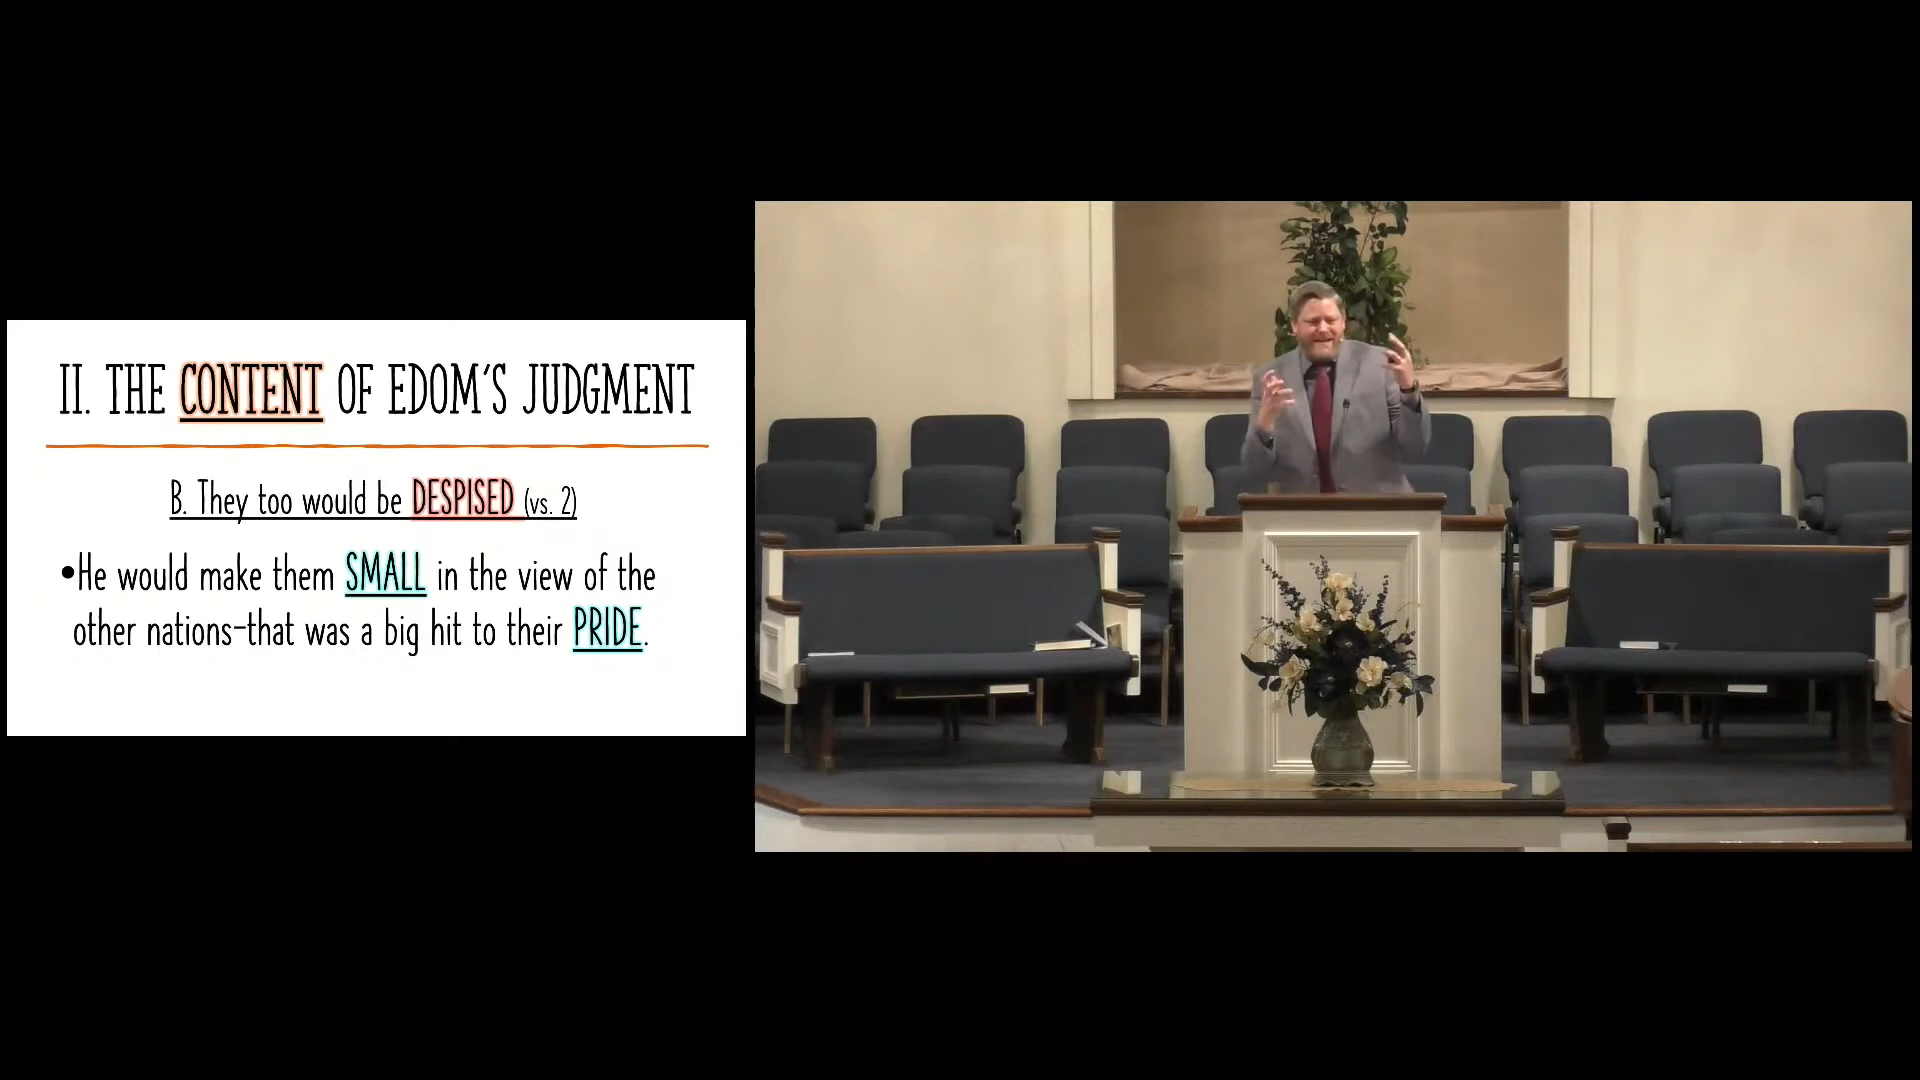 II. THE CONTENT OF EDOM'S JUDGMENT
B. They too would be DESPISED (vs. 2)
•He would make them SMALL in the view of the
other nations-that was a big hit to their PRIDE.